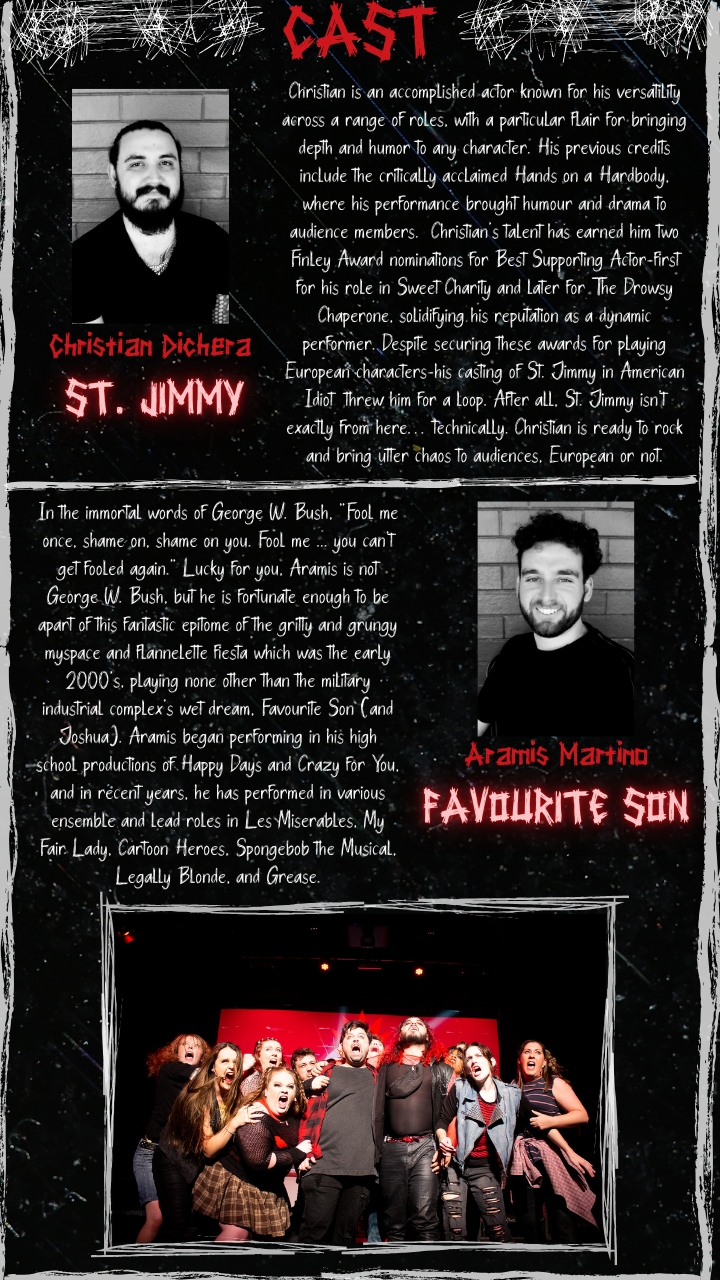 CAST
Christian is an accomplished actor known for his versatility
across a range of roles, with a particular flair for bringing
depth and humor to any character. His previous credits
include the critically acclaimed Hands on a Hardbody,
where his performance brought humour and drama to
audience members. Christian's talent has earned him two
Finley Award nominations for Best Supporting Actor-first
for his role in Sweet Charity and later for The Drowsy
Chaperone, solidifying his reputation as a dynamic
performer. Despite securing these awards for playing
European characters-his casting of St. Jimmy in American
Idiot threw him for a loop. After all, St. Jimmy isn't
exactly from here... technically. Christian is ready to rock
and bring utter chaos to audiences, European or not.
Christian Dichera
ST. JIMMY
In the immortal words of George W. Bush, "Fool me
once, shame on, shame on you. Fool me ... you can't
get fooled again." Lucky for you, Aramis is not
George W. Bush, but he is fortunate enough to be
apart of this fantastic epitome of the gritty and grungy
myspace and flannelette fiesta which was the early
2000's, playing none other than the military
industrial complex's wet dream, Favourite Son (and
Joshua). Aramis began performing in his high
school productions of Happy Days and Crazy for You,
and in recent years, he has performed in various
ensemble and lead roles in Les Miserables, My
Fair Lady, Cartoon Heroes, Spongebob the Musical,
Legally Blonde, and Grease.
Aramis Martino
FAVOURITE SON